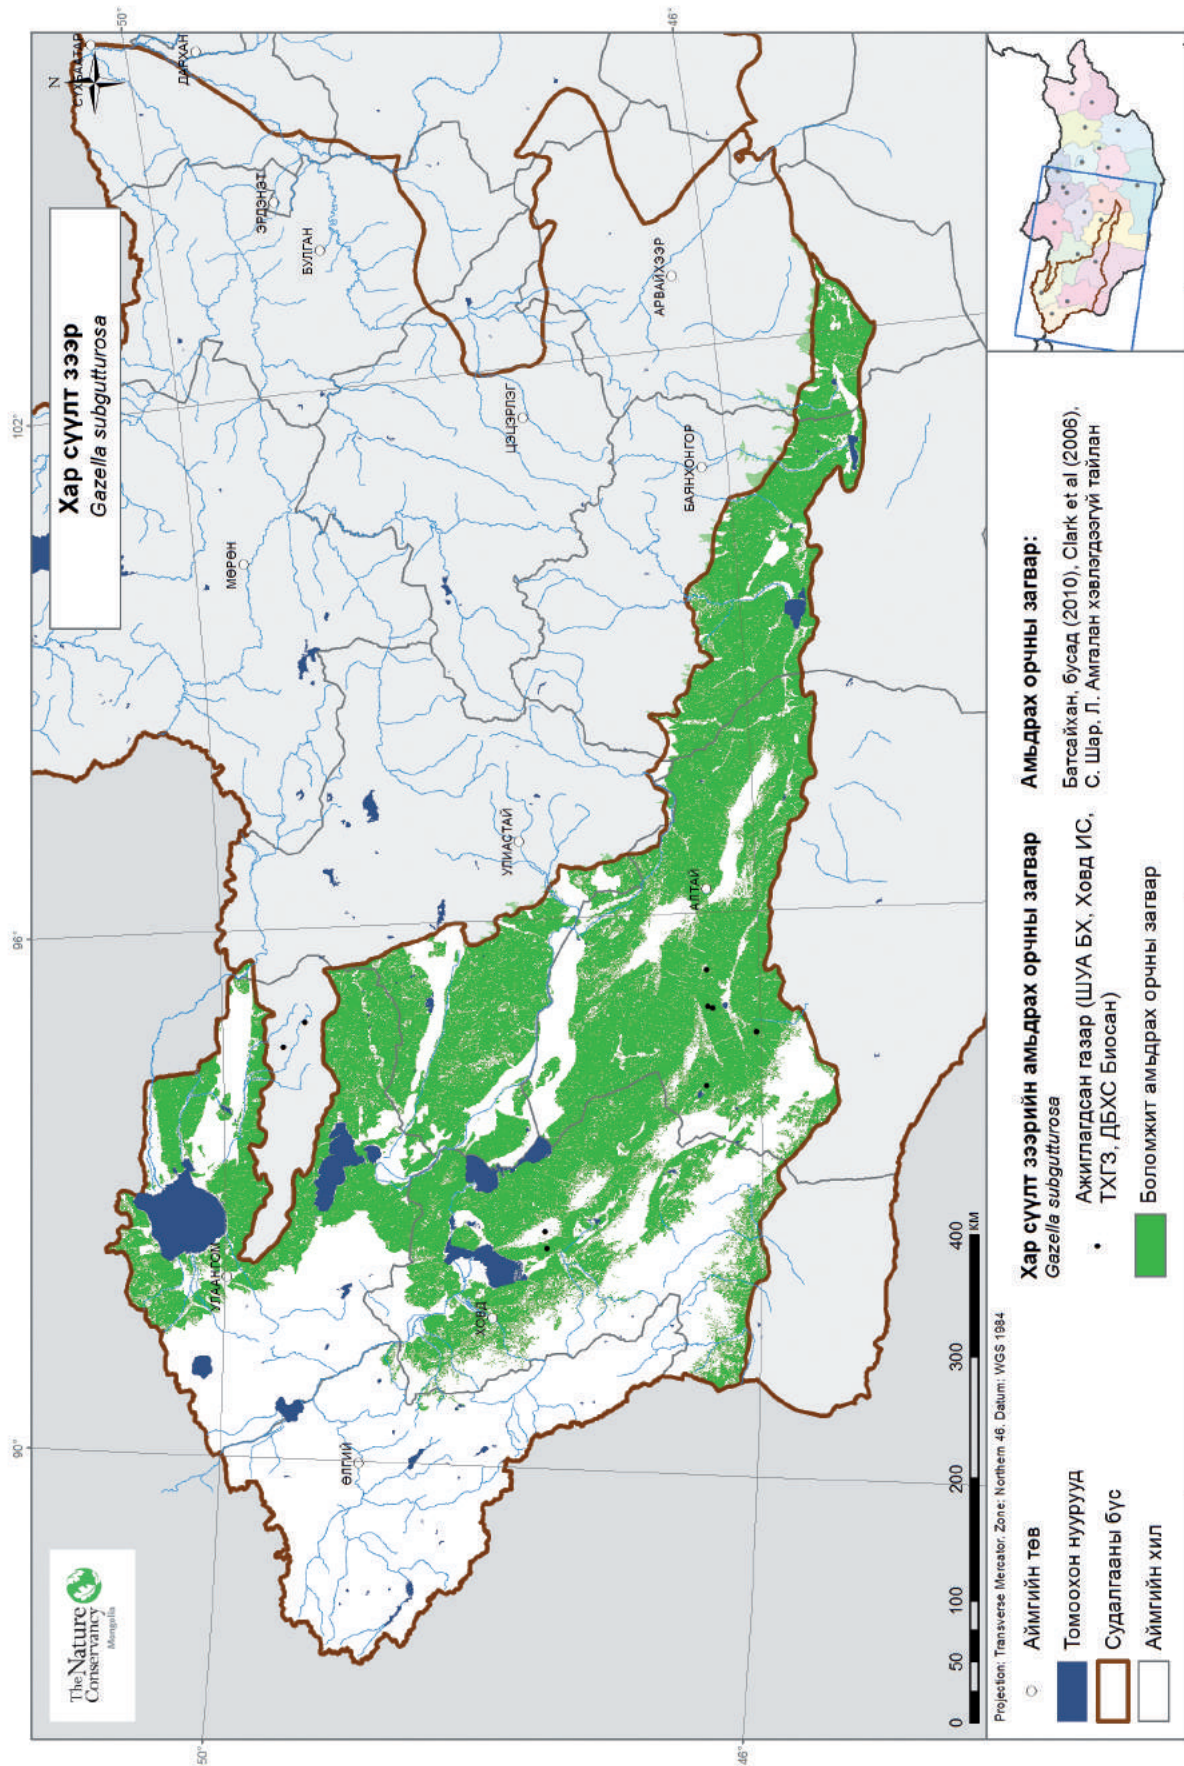 Хар сүүлт зээр
Gazella subgutturosa
TheNature
Conservancy
Mongolia
N
90°
96°
102°
50°
50°
46°
46°
СҮХБААТАР
ДАРХАН
ЭРДЭНЭТ
БУЛГАН
МӨРӨН
ЦЭЦЭРЛЭГ
АРВАЙХЭЭР
БАЯНХОНГОР
УЛИАСТАЙ
АЛТАЙ
УЛААНГОМ
ХОВД
ӨЛГИЙ
0 50 100 200 300 400
КМ
Projection: Transverse Mercator, Zone: Northern 46, Datum: WGS 1984
Аймгийн төв
Томоохон нуурууд
Судалгааны бүс
Аймгийн хил
Хар сүүлт зээрийн амьдрах орчны загвар
Gazella subgutturosa
Ажиглагдсан газар (ШУА БХ, Ховд ИС,
ТХГЗ, ДБХС Биосан)
Боломжит амьдрах орчны загвар
Амьдрах орчны загвар:
Батсайхан, бусад (2010), Clark et al (2006),
С. Шар, Л. Амгалан хэвлэгдээгүй тайлан